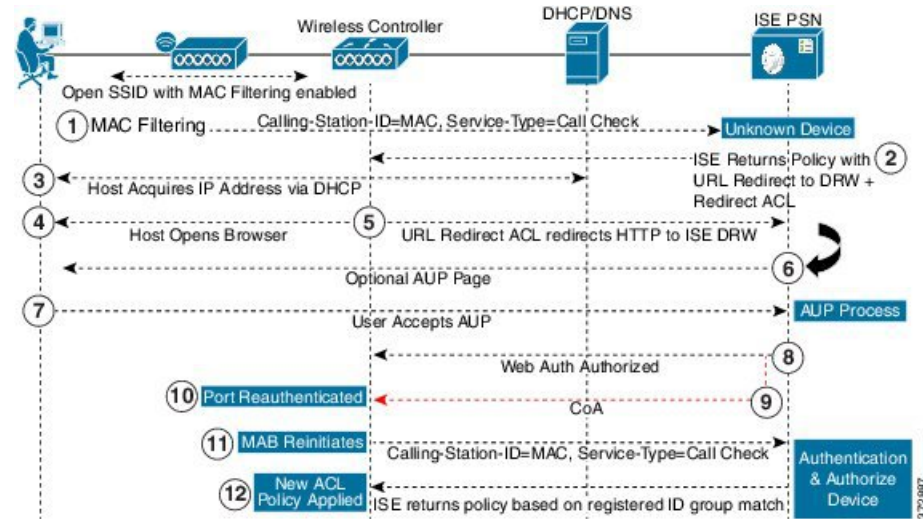 DHCP/DNS
ISE PSN
Wireless Controller
Open SSID with MAC Filtering enabled
1 MAC Filtering
Calling-Station-ID=MAC, Service-Type=Call Check
Unknown Device
ISE Returns Policy with
URL Redirect to DRW +
Redirect ACL
2
3
Host Acquires IP Address via DHCP
4
Host Opens Browser
5
URL Redirect ACL redirects HTTP to ISE DRW
6
Optional AUP Page
7
User Accepts AUP
AUP Process
8
Web Auth Authorized
9
CoA
10 Port Reauthenticated
11 MAB Reinitiates
Calling-Station-ID=MAC, Service-Type=Call Check
Authentication
& Authorize
Device
12 New ACL
Policy Applied
ISE returns policy based on registered ID group match